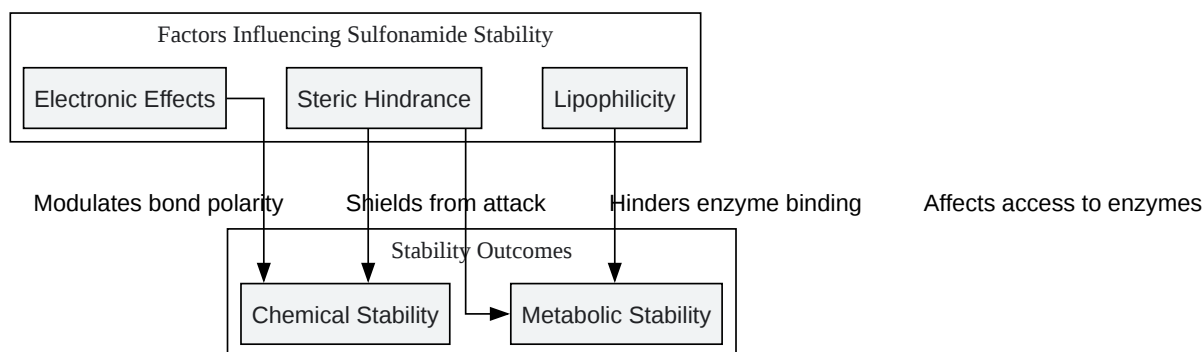 Factors Influencing Sulfonamide Stability
Electronic Effects
Steric Hindrance
Lipophilicity
Modulates bond polarity
Shields from attack
Hinders enzyme binding
Affects access to enzymes
Stability Outcomes
Chemical Stability
Metabolic Stability